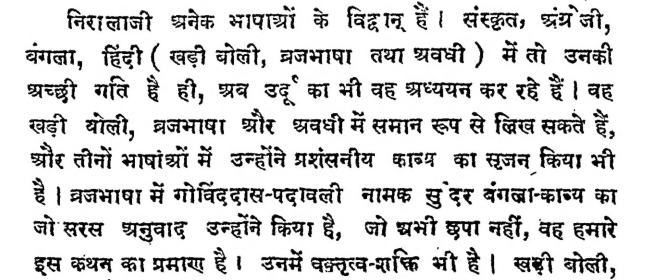 निरालाजी अनेक भाषाओं के विद्वान् हैं। संस्कृत, अंग्रेजी,
बंगला, हिंदी ( खड़ी बोली, व्रजभाषा तथा अवधी ) में तो उनकी
अच्छी गति है ही, अब उर्दू का भी वह अध्ययन कर रहे हैं। वह
खड़ी बोली, व्रजभाषा और अवधी में समान रूप से लिख सकते हैं,
और तीनों भाषांओं में उन्होंने प्रशंसनीय काव्य का सृजन किया भी
है। व्रजभाषा में गोविंददास-पदावली नामक सुंदर बंगला-काव्य का
जो सरस अनुवाद उन्होंने किया है, जो अभी छपा नहीं, वह हमारे
इस कथन का प्रमाण है। उनमें वक्तृत्व-शक्ति भी है। खड़ी बोली,